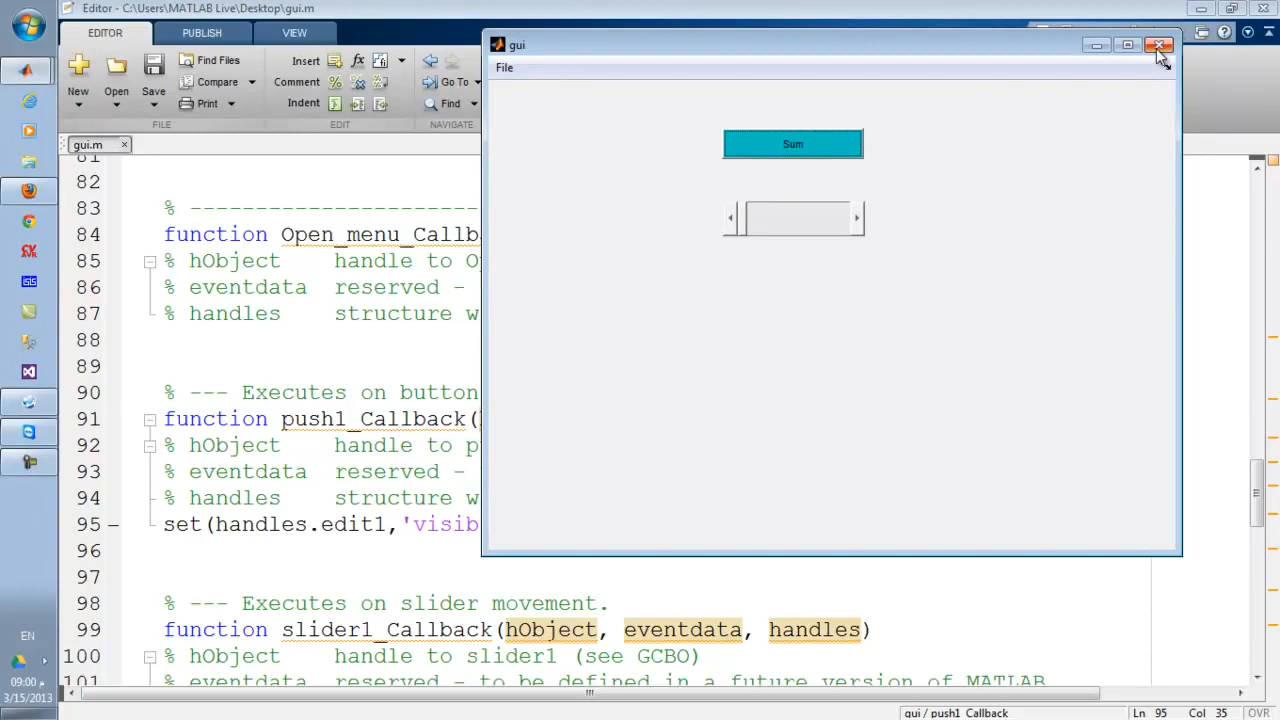 Editor - C:\Users\MATLAB Live\Desktop\gui.m
EDITOR PUBLISH VIEW
New Open Save Find Files Compare Print
FILE
Insert fx
Comment
Indent
EDIT
Go To
Find
NAVIGATE
gui.m
gui
File
Sum
81
82
83 % ----------------------
84 function Open_menu_Callba
85 % hObject handle to Op
86 % eventdata reserved -
87 % handles structure w
88
89
90 % --- Executes on button
91 function push1_Callback(
92 % hObject handle to p
93 % eventdata reserved -
94 % handles structure w
95 set(handles.edit1,'visib
96
97
98 % --- Executes on slider movement.
99 function slider1_Callback(hObject, eventdata, handles)
100 % hObject handle to slider1 (see GCBO)
101 % eventdata reserved - to be defined in a future version of MATLAB
EN
09:00 م
3/15/2013
gui / push1_Callback Ln 95 Col 35 OVR